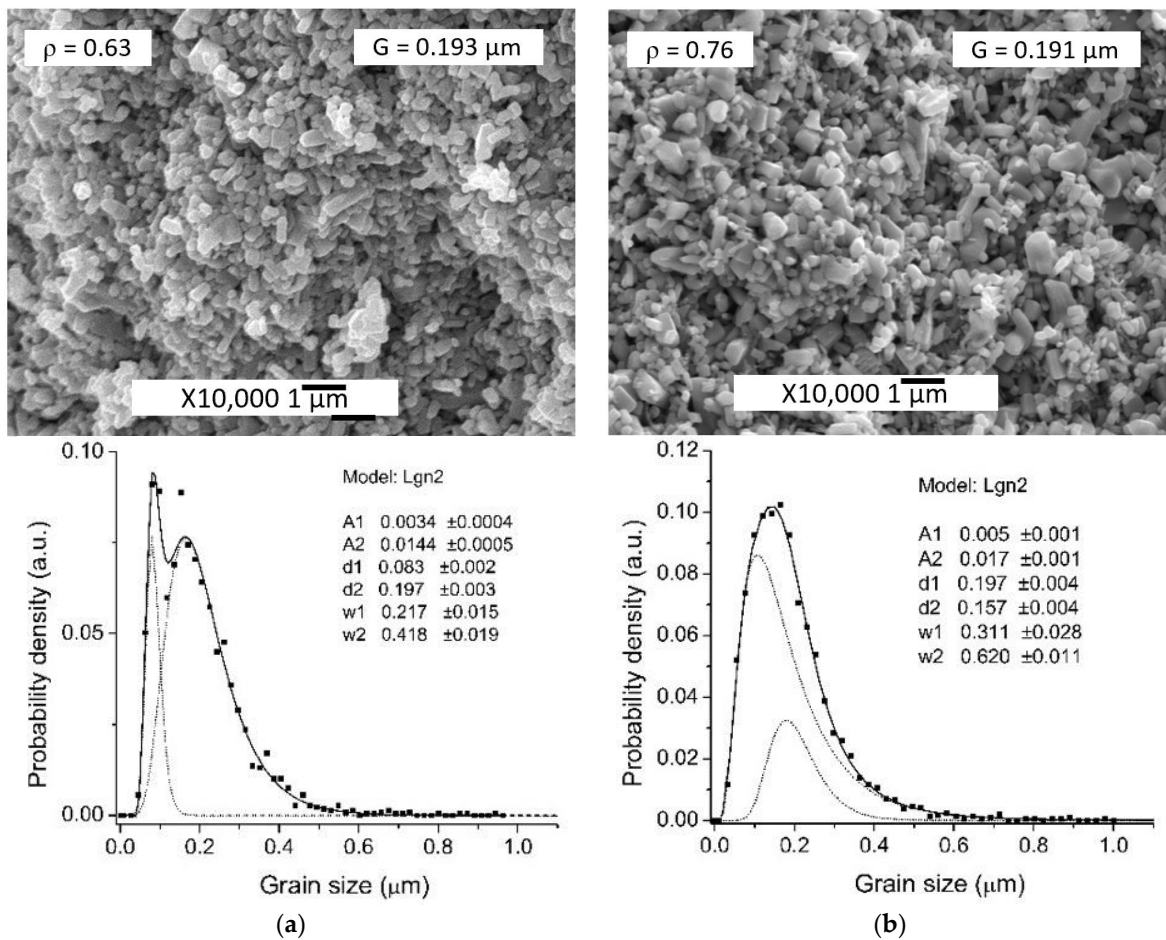 ρ = 0.63
G = 0.193 µm
X10,000 1 µm
ρ = 0.76
G = 0.191 µm
X10,000 1 µm
0.10
0.05
0.00
Probability density (a.u.)
Model: Lgn2
A1 0.0034 ±0.0004
A2 0.0144 ±0.0005
d1 0.083 ±0.002
d2 0.197 ±0.003
w1 0.217 ±0.015
w2 0.418 ±0.019
0.0 0.2 0.4 0.6 0.8 1.0
Grain size (µm)
(a)
0.12
0.10
0.08
0.06
0.04
0.02
0.00
Probability density (a.u.)
Model: Lgn2
A1 0.005 ±0.001
A2 0.017 ±0.001
d1 0.197 ±0.004
d2 0.157 ±0.004
w1 0.311 ±0.028
w2 0.620 ±0.011
0.0 0.2 0.4 0.6 0.8 1.0
Grain size (µm)
(b)